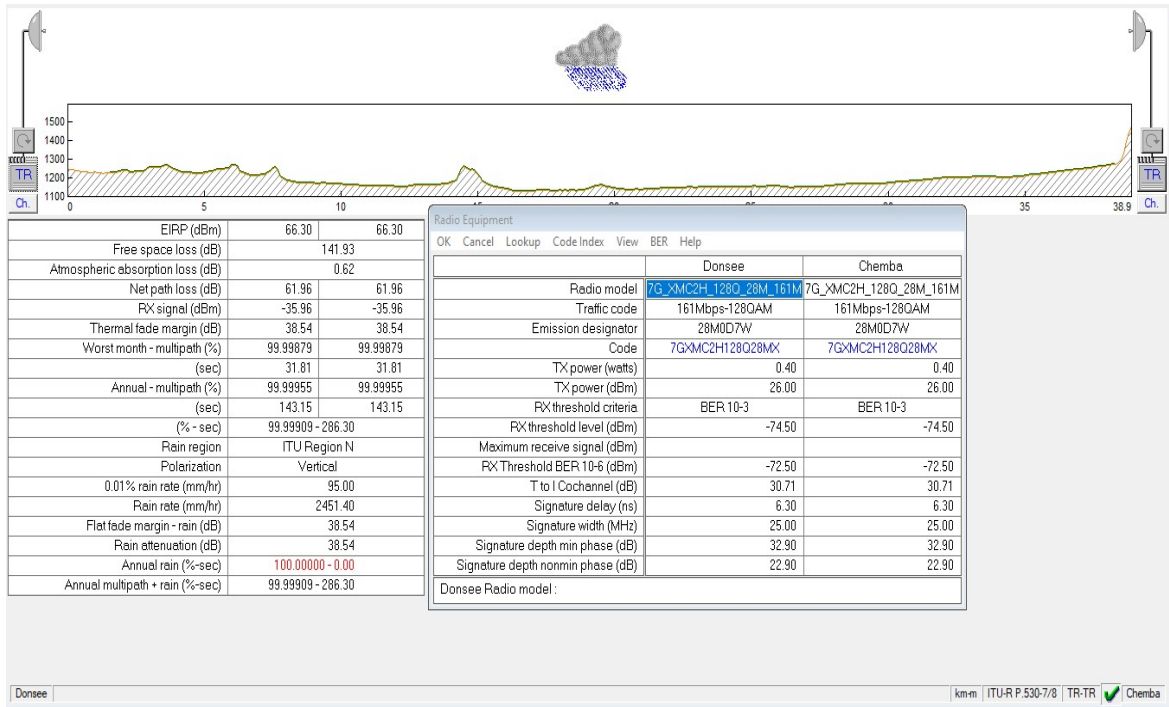 1500
1400
1300
1200
1100
TR
Ch.
TR
Ch.
0 5 10 35 38.9
EIRP (dBm) 66.30 66.30
Free space loss (dB) 141.93
Atmospheric absorption loss (dB) 0.62
Net path loss (dB) 61.96 61.96
RX signal (dBm) -35.96 -35.96
Thermal fade margin (dB) 38.54 38.54
Worst month - multipath (%) 99.99879 99.99879
(sec) 31.81 31.81
Annual - multipath (%) 99.99955 99.99955
(sec) 143.15 143.15
(% - sec) 99.99909 - 286.30
Rain region ITU Region N
Polarization Vertical
0.01% rain rate (mm/hr) 95.00
Rain rate (mm/hr) 2451.40
Flat fade margin - rain (dB) 38.54
Rain attenuation (dB) 38.54
Annual rain (%-sec) 100.00000 - 0.00
Annual multipath + rain (%-sec) 99.99909 - 286.30
Radio Equipment
OK Cancel Lookup Code Index View BER Help
Donsee Chemba
Radio model 7G_XMC2H_128Q_28M_161M 7G_XMC2H_128Q_28M_161M
Traffic code 161Mbps-128QAM 161Mbps-128QAM
Emission designator 28M0D7W 28M0D7W
Code 7GXMC2H128Q28MX 7GXMC2H128Q28MX
TX power (watts) 0.40 0.40
TX power (dBm) 26.00 26.00
RX threshold criteria BER 10-3 BER 10-3
RX threshold level (dBm) -74.50 -74.50
Maximum receive signal (dBm)
RX Threshold BER 10-6 (dBm) -72.50 -72.50
T to I Cochannel (dB) 30.71 30.71
Signature delay (ns) 6.30 6.30
Signature width (MHz) 25.00 25.00
Signature depth min phase (dB) 32.90 32.90
Signature depth nonmin phase (dB) 22.90 22.90
Donsee Radio model :
Donsee km-m ITU-R P.530-7/8 TR-TR Chemba